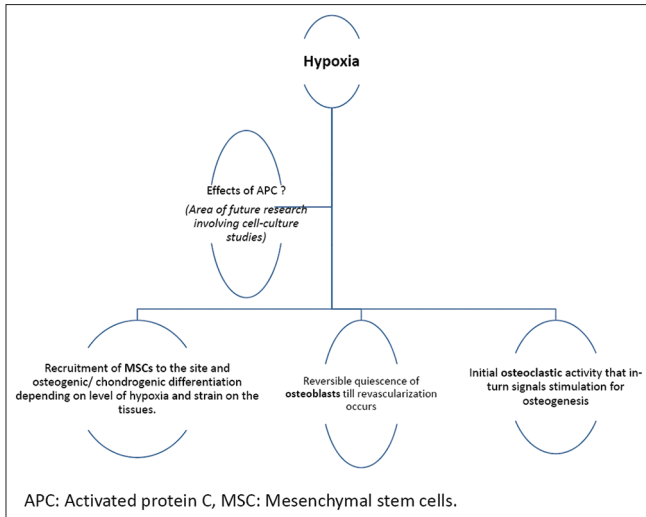 Hypoxia
Effects of APC ?
(Area of future research
involving cell-culture
studies)
Recruitment of MSCs to the site and
osteogenic/ chondrogenic differentiation
depending on level of hypoxia and strain on the
tissues.
Reversible quiescence of
osteoblasts till revascularization
occurs
Initial osteoclastic activity that in-
turn signals stimulation for
osteogenesis
APC: Activated protein C, MSC: Mesenchymal stem cells.